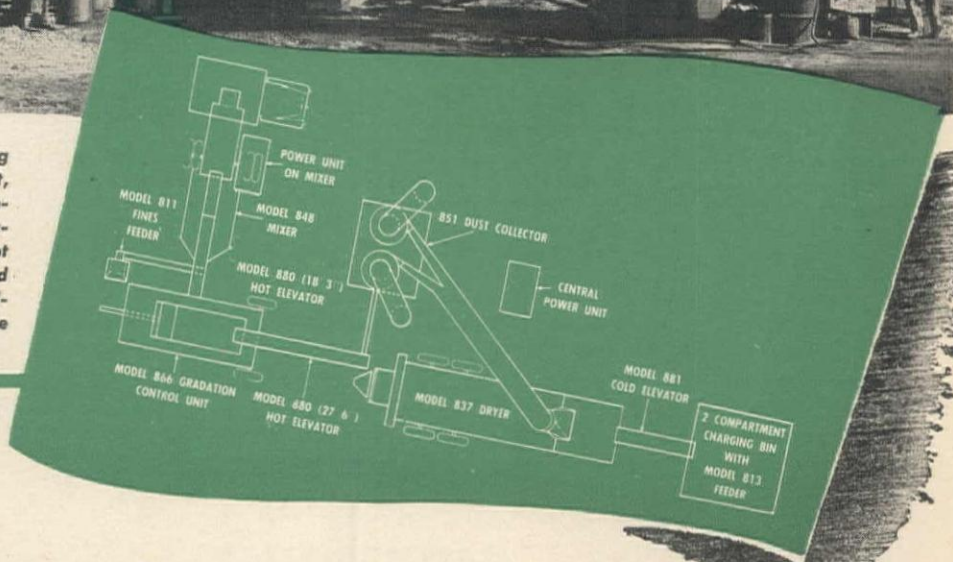 POWER UNIT
ON MIXER
MODEL 811
FINES
FEEDER
MODEL 848
MIXER
851 DUST COLLECTOR
MODEL 880 (18' 3")
HOT ELEVATOR
CENTRAL
POWER UNIT
MODEL 866 GRADATION
CONTROL UNIT
MODEL 880 (27' 6")
HOT ELEVATOR
MODEL 837 DRYER
MODEL 881
COLD ELEVATOR
2 COMPARTMENT
CHARGING BIN
WITH
MODEL 813
FEEDER